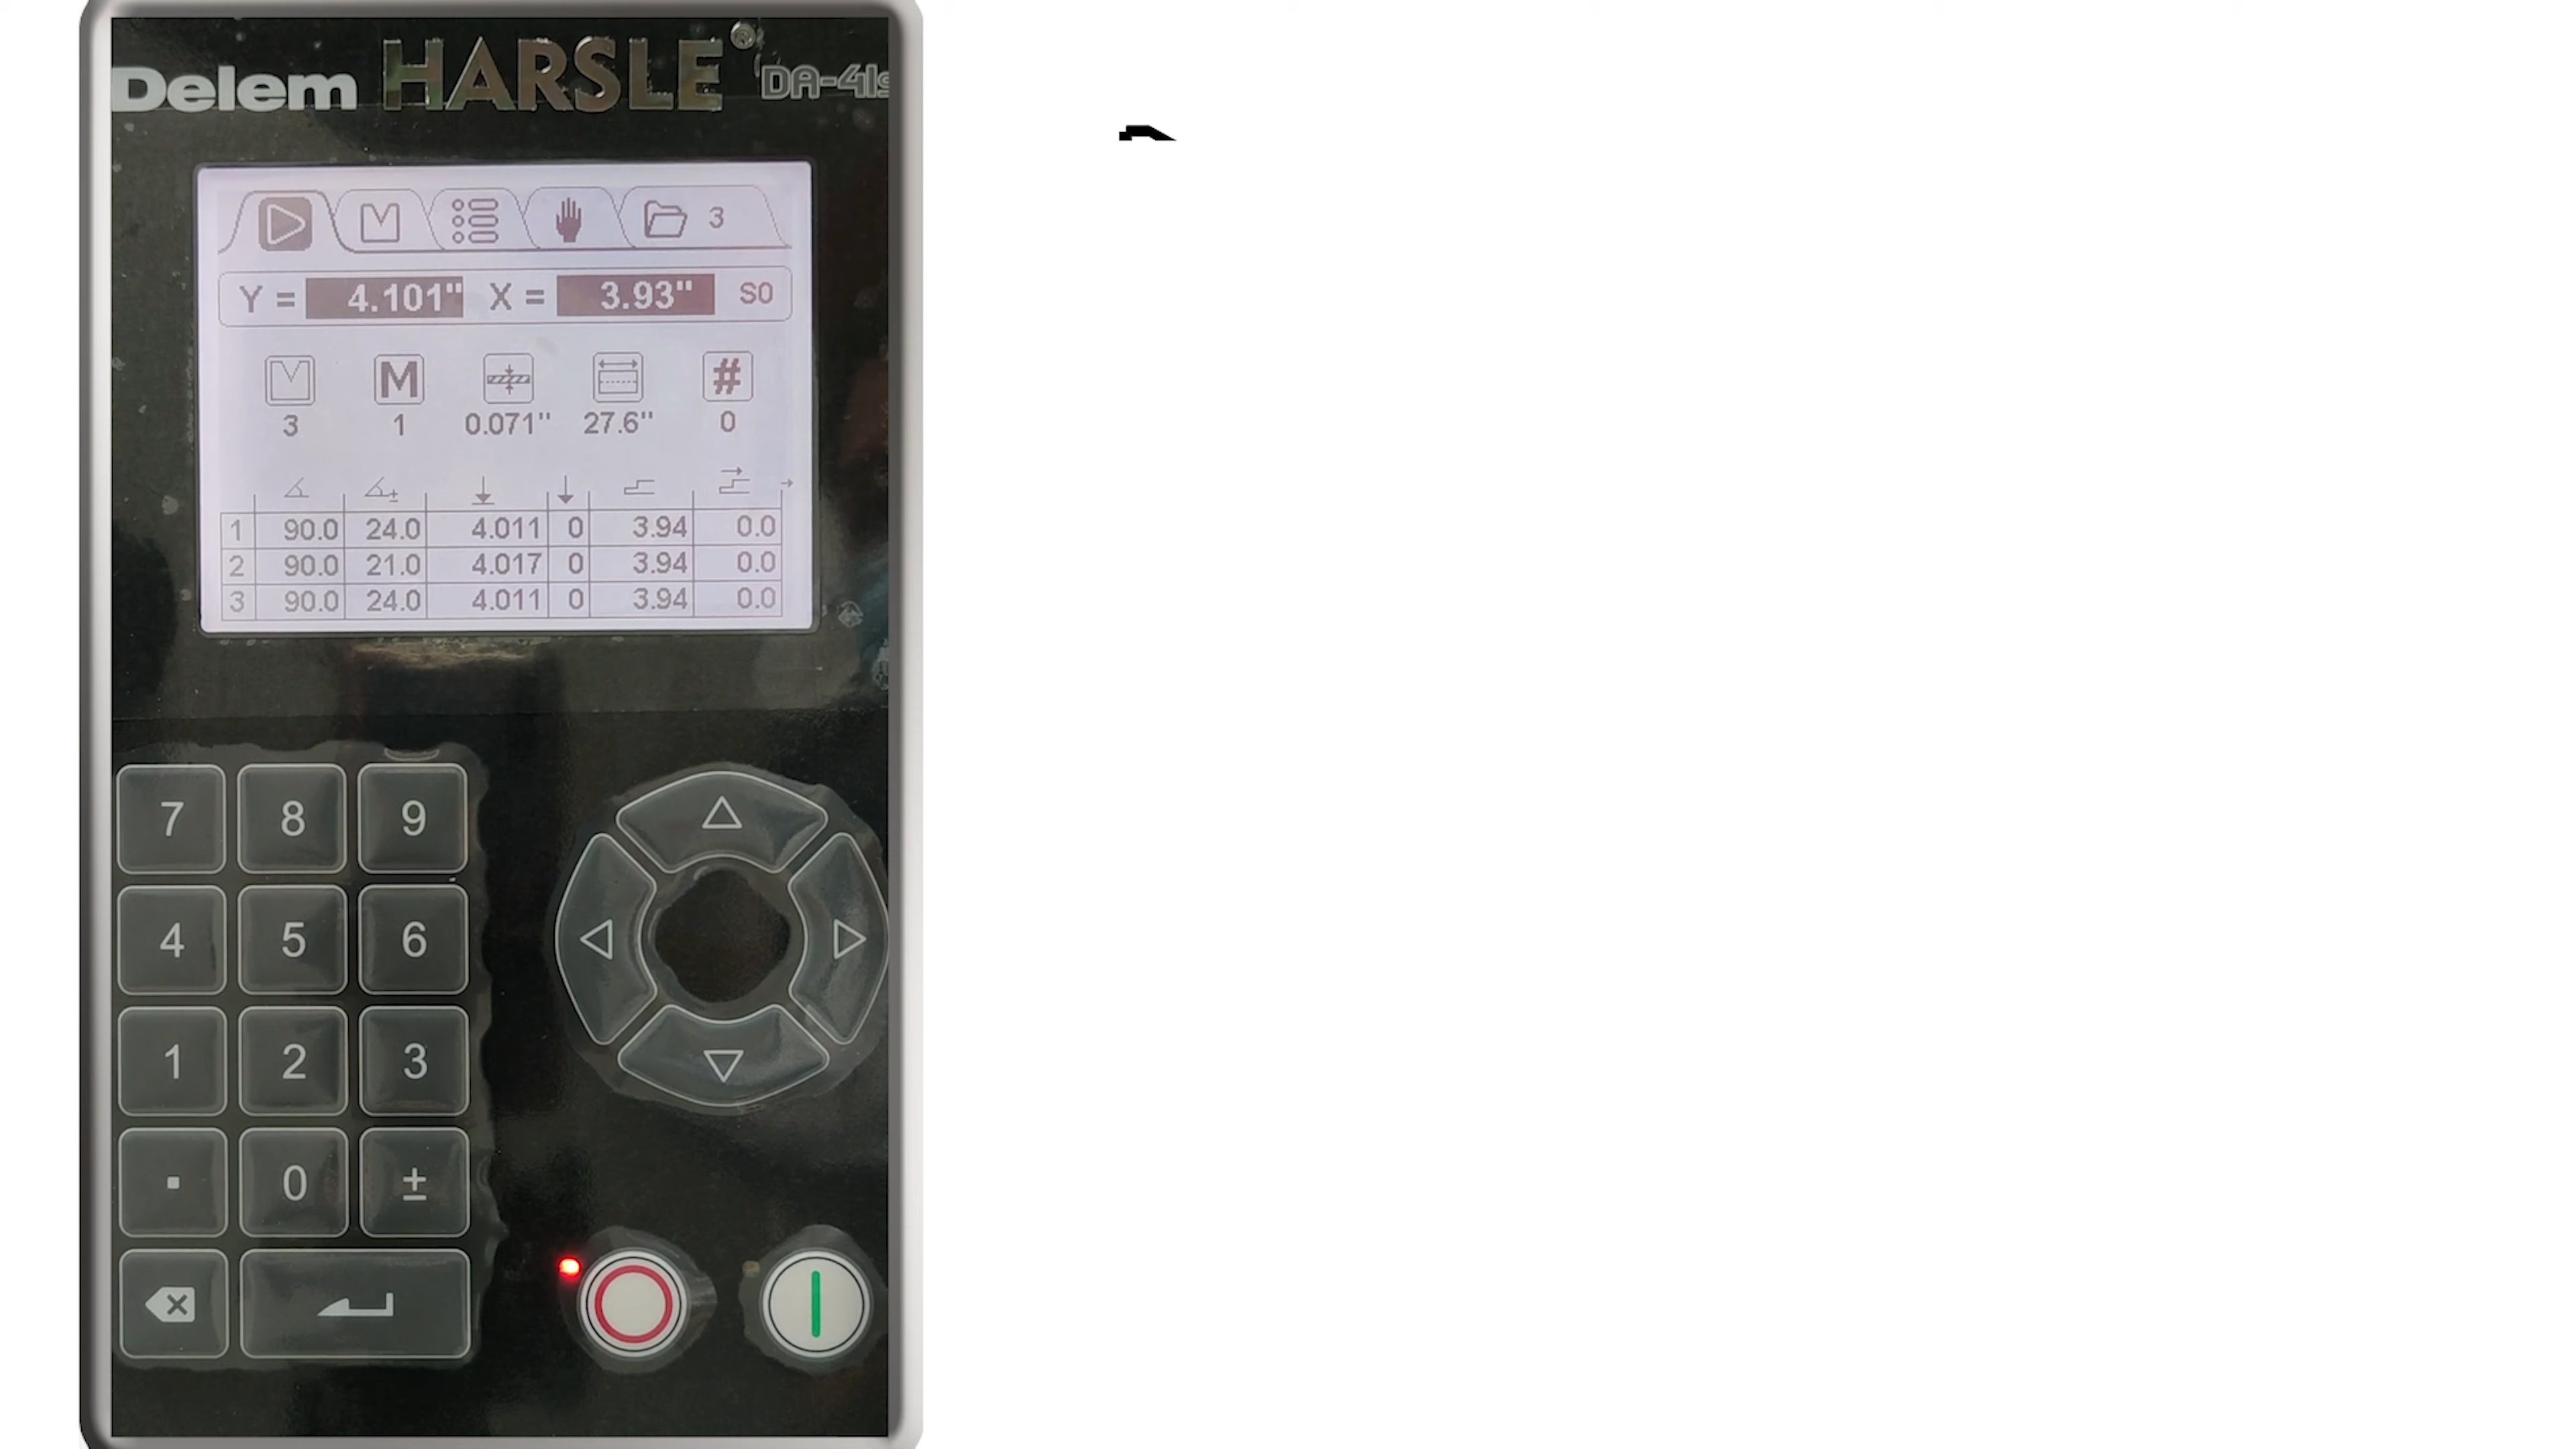 Delem HARSLE® DA-41s
3
Y = 4.101" X = 3.93" S0
M #
3 1 0.071" 27.6" 0
1 90.0 24.0 4.011 0 3.94 0.0
2 90.0 21.0 4.017 0 3.94 0.0
3 90.0 24.0 4.011 0 3.94 0.0
7 8 9
4 5 6
1 2 3
. 0 ±